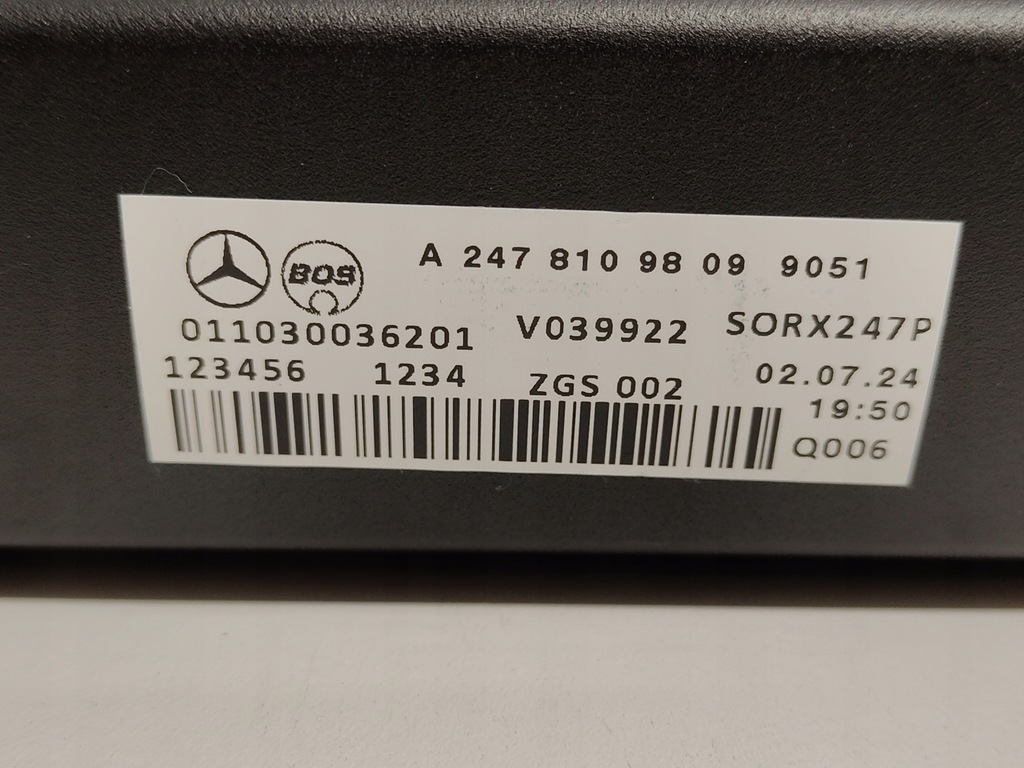 BOS A 247 810 98 09 9051
011030036201 V039922 SORX247P
123456 1234 ZGS 002 02.07.24
19:50
Q006